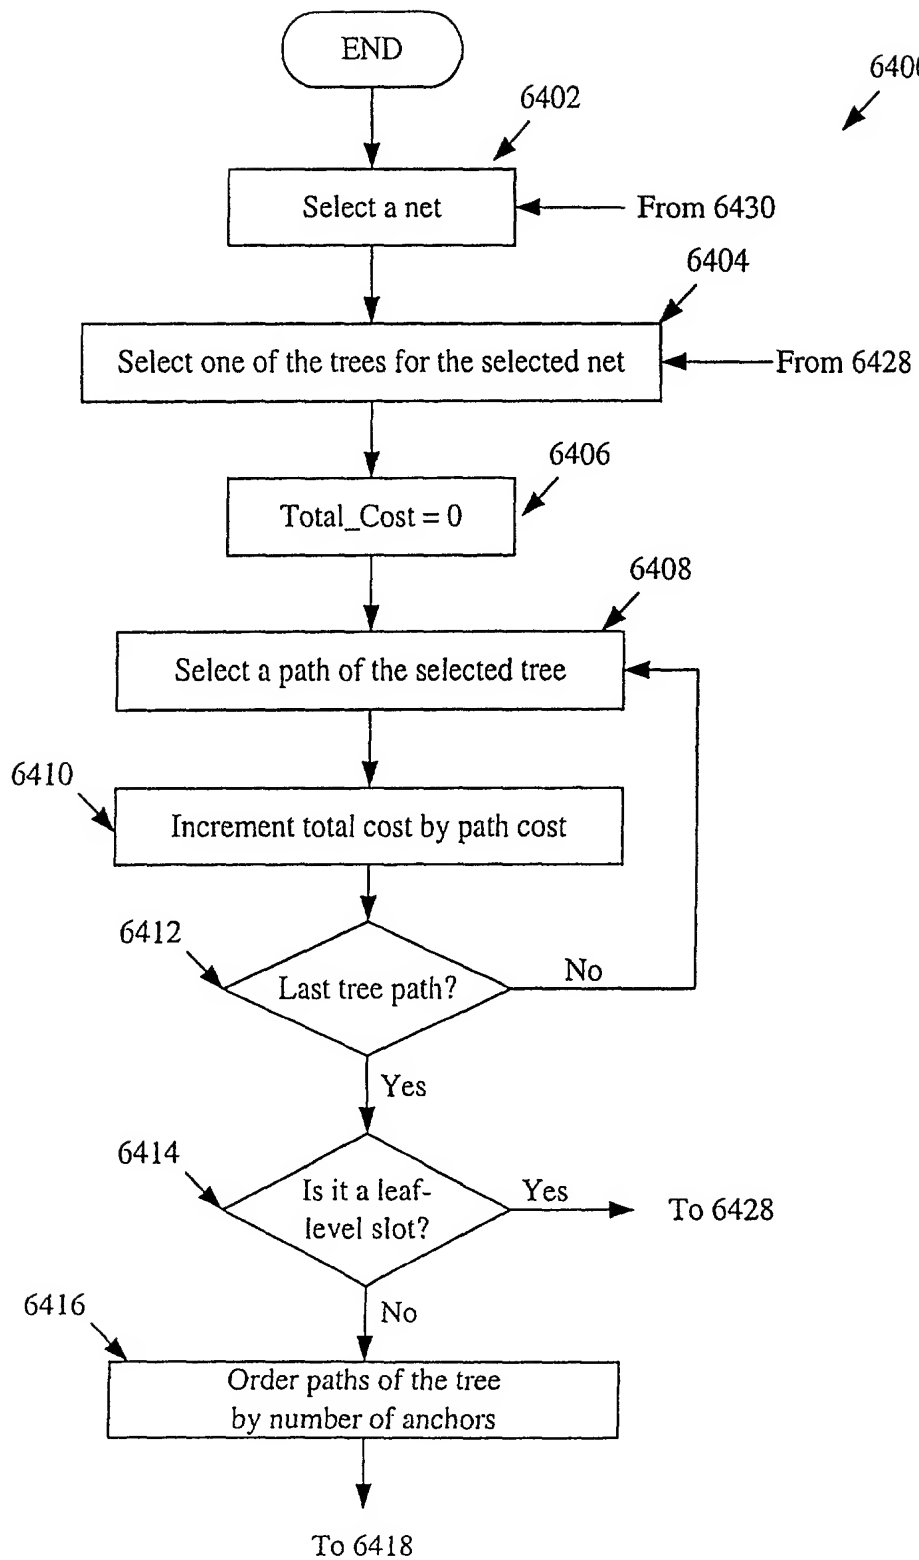 END
6400
6402
Select a net
From 6430
6404
Select one of the trees for the selected net
From 6428
6406
Total_Cost = 0
6408
Select a path of the selected tree
6410
Increment total cost by path cost
6412
Last tree path?
No
Yes
6414
Is it a leaf-
level slot?
Yes
To 6428
No
6416
Order paths of the tree
by number of anchors
To 6418